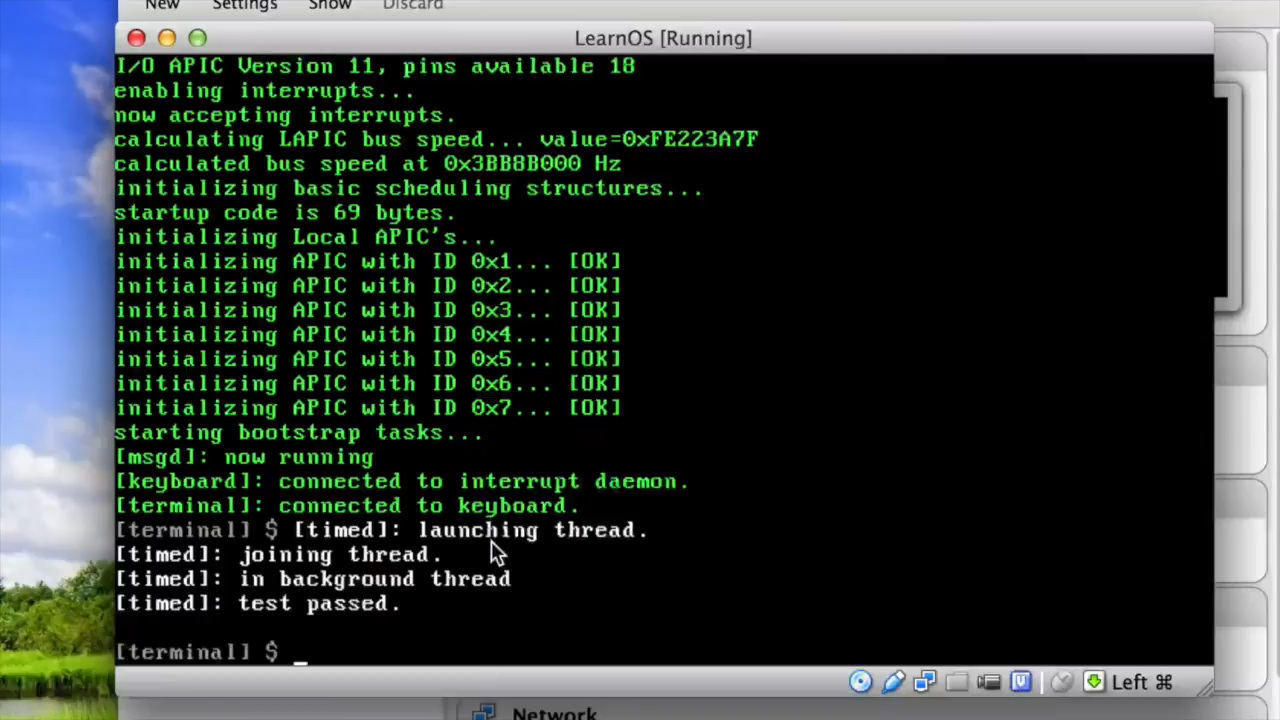 New Settings Show Discard
LearnOS [Running]
I/O APIC Version 11, pins available 18
enabling interrupts...
now accepting interrupts.
calculating LAPIC bus speed... value=0xFE223A7F
calculated bus speed at 0x3BB8B000 Hz
initializing basic scheduling structures...
startup code is 69 bytes.
initializing Local APIC's...
initializing APIC with ID 0x1... [OK]
initializing APIC with ID 0x2... [OK]
initializing APIC with ID 0x3... [OK]
initializing APIC with ID 0x4... [OK]
initializing APIC with ID 0x5... [OK]
initializing APIC with ID 0x6... [OK]
initializing APIC with ID 0x7... [OK]
starting bootstrap tasks...
[msgd]: now running
[keyboard]: connected to interrupt daemon.
[terminal]: connected to keyboard.
[terminal] $ [timed]: launching thread.
[timed]: joining thread.
[timed]: in background thread
[timed]: test passed.
[terminal] $ _
Left ⌘
Network